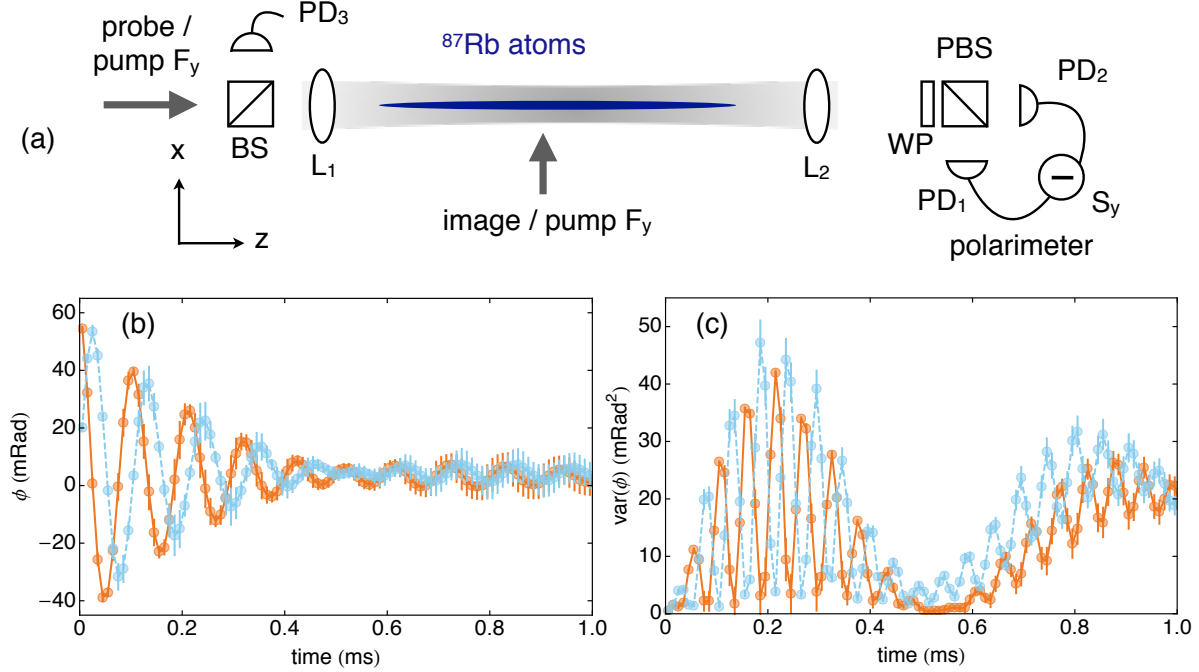 probe /
pump Fy
PD3
87Rb atoms
PBS
PD2
(a)
x
BS
L1
z
image / pump Fy
L2
WP
PD1
Sy
polarimeter
(b)
60
40
20
0
−20
−40
ϕ (mRad)
0
0.2
0.4
0.6
0.8
1.0
time (ms)
(c)
50
40
30
20
10
0
var(ϕ) (mRad²)
0
0.2
0.4
0.6
0.8
1.0
time (ms)